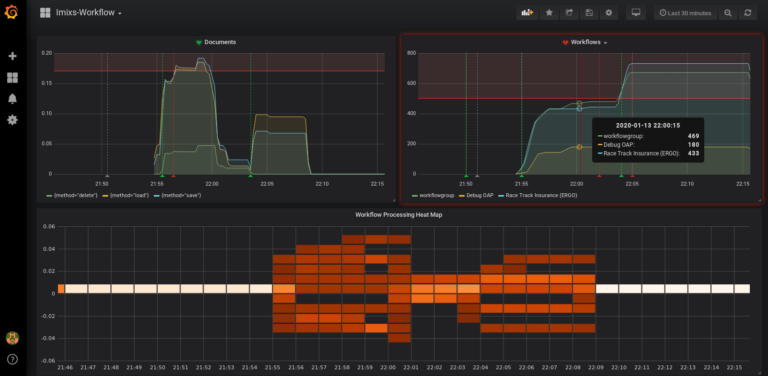 Imixs-Workflow
Last 30 minutes
Documents
0.20
0.15
0.10
0.05
0
21:50 21:55 22:00 22:05 22:10 22:15
{method="delete"} {method="load"} {method="save"}
Workflows
800
600
400
200
0
21:50 21:55 22:00 22:05 22:10 22:15
2020-01-13 22:00:15
workflowgroup: 469
Debug OAP: 180
Race Track Insurance (ERGO): 433
workflowgroup Debug OAP Race Track Insurance (ERGO)
Workflow Processing Heat Map
0.06
0.04
0.02
0
-0.02
-0.04
-0.06
21:46 21:47 21:48 21:49 21:50 21:51 21:52 21:53 21:54 21:55 21:56 21:57 21:58 21:59 22:00 22:01 22:02 22:03 22:04 22:05 22:06 22:07 22:08 22:09 22:10 22:11 22:12 22:13 22:14 22:15